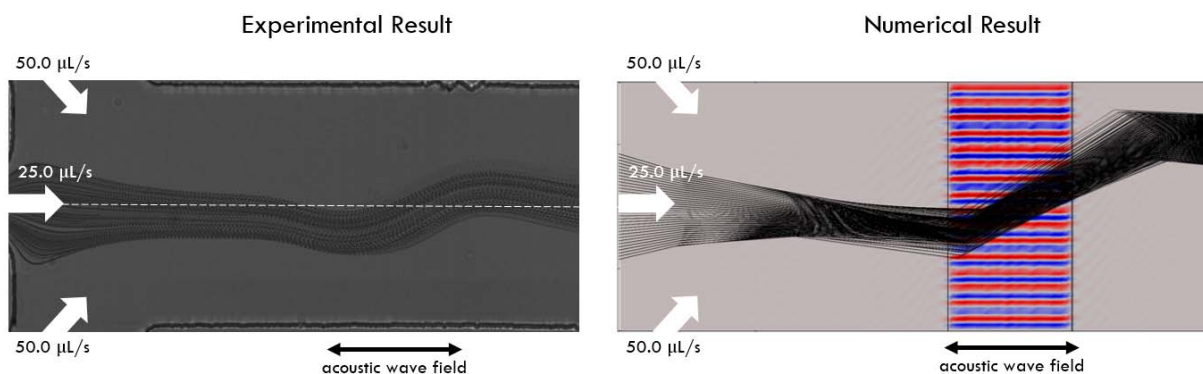 Experimental Result
50.0 μL/s
25.0 μL/s
50.0 μL/s
acoustic wave field
Numerical Result
50.0 μL/s
25.0 μL/s
50.0 μL/s
acoustic wave field